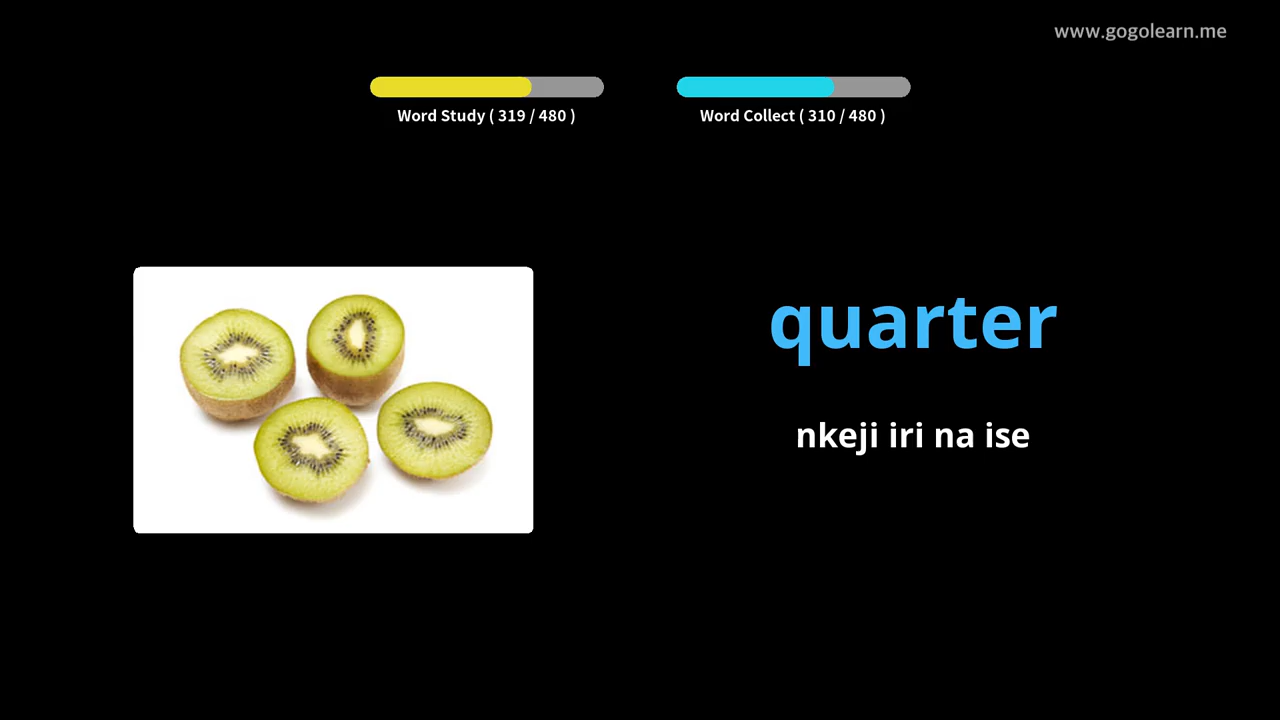 www.gogolearn.me
Word Study ( 319 / 480 )
Word Collect ( 310 / 480 )
quarter
nkeji iri na ise